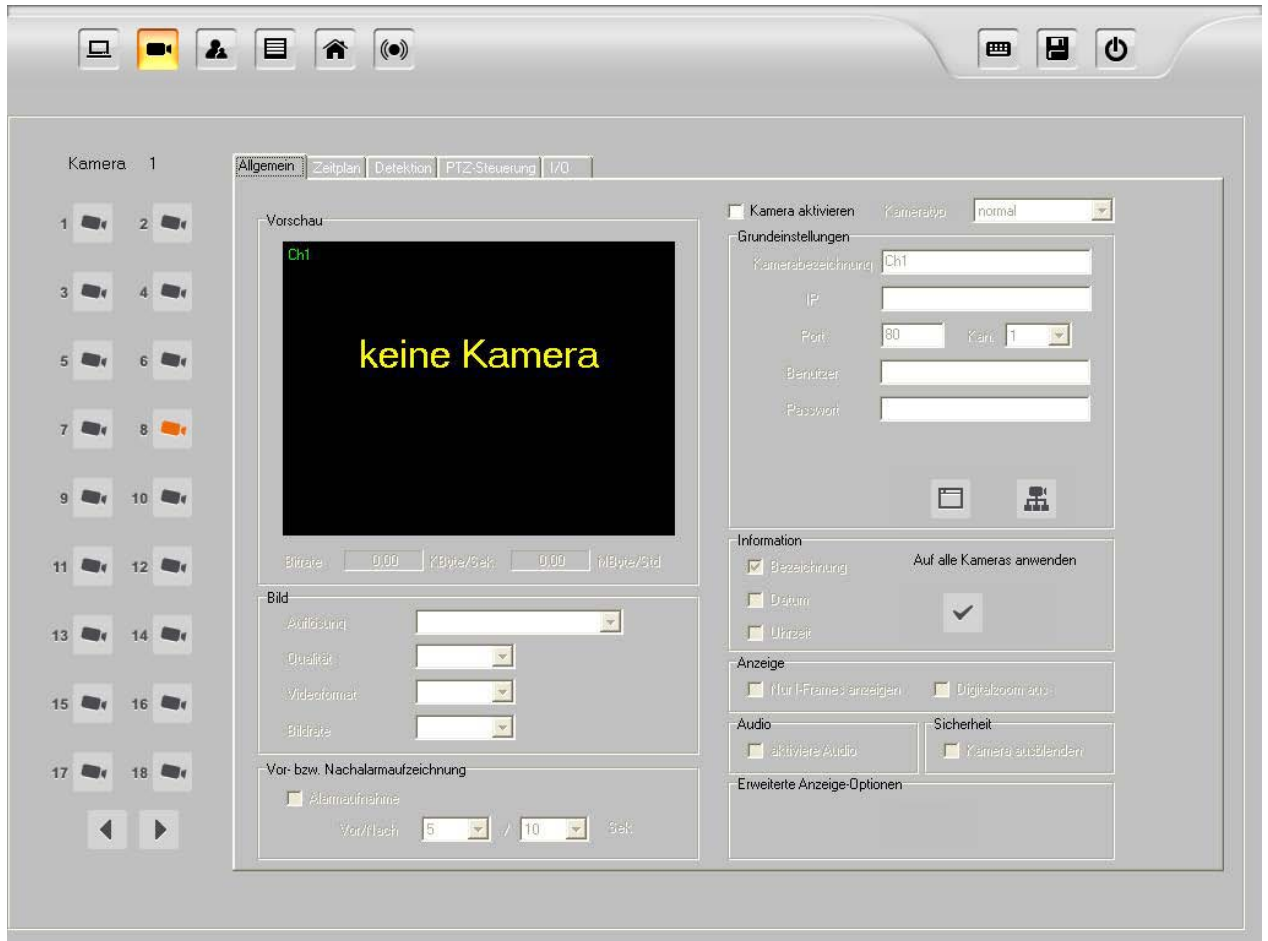 Kamera 1
1 2
3 4
5 6
7 8
9 10
11 12
13 14
15 16
17 18
Allgemein Zeitplan Detektion PTZ-Steuerung I/O
Vorschau
Ch1
keine Kamera
Bitrate 0,00 KByte/Sek 0,00 MByte/Std
Bild
Auflösung
Qualität
Videoformat
Bildrate
Vor- bzw. Nachalarmaufzeichnung
Alarmaufnahme
Vor/Nach 5 / 10 Sek.
Kamera aktivieren Kameratyp normal
Grundeinstellungen
Kamerabezeichnung Ch1
IP
Port 80 Kan. 1
Benutzer
Passwort
Information
Bezeichnung Auf alle Kameras anwenden
Datum
Uhrzeit
Anzeige
Nur I-Frames anzeigen Digitalzoom aus
Audio
aktiviere Audio
Sicherheit
Kamera ausblenden
Erweiterte Anzeige-Optionen